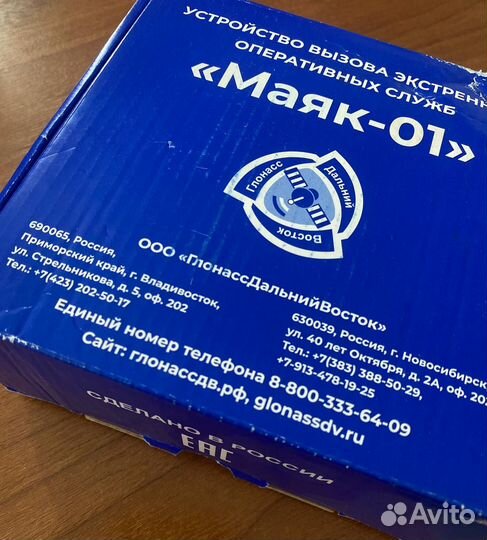 УСТРОЙСТВО ВЫЗОВА ЭКСТРЕНН
ОПЕРАТИВНЫХ СЛУЖБ
«Маяк-01»
Глонасс
Дальний
Восток
ООО «ГлонассДальнийВосток»
690065, Россия,
Приморский край, г. Владивосток,
ул. Стрельникова, д. 5, оф. 202
Тел.: +7(423) 202-50-17
630039, Россия, г. Новосибирск
ул. 40 лет Октября, д. 2А, оф. 202
Тел.: +7(383) 388-50-29,
+7-913-478-19-25
Единый номер телефона 8-800-333-64-09
Сайт: глонассдв.рф, glonassdv.ru
СДЕЛАНО В РОССИИ
ЕАС
Avito